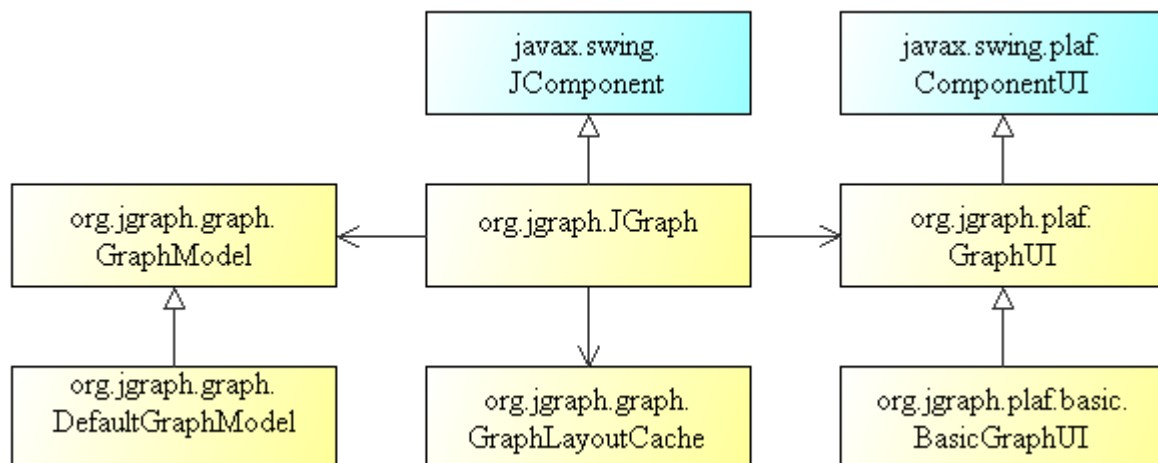 javax.swing.
JComponent
javax.swing.plaf.
ComponentUI
org.jgraph.graph.
GraphModel
org.jgraph.JGraph
org.jgraph.plaf.
GraphUI
org.jgraph.graph.
DefaultGraphModel
org.jgraph.graph.
GraphLayoutCache
org.jgraph.plaf.basic.
BasicGraphUI